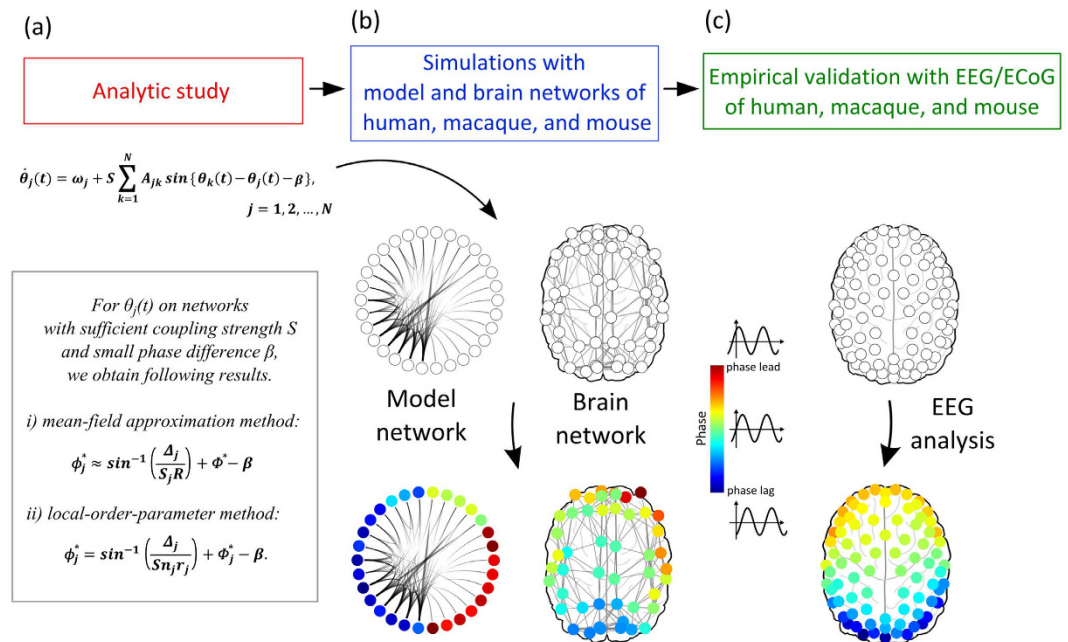 (a)
Analytic study
θ̇ⱼ(t) = ωⱼ + S ∑ₖ₌₁ᴺ Aⱼₖ sin{θₖ(t)−θⱼ(t)−β},
j = 1, 2, ..., N
For θⱼ(t) on networks
with sufficient coupling strength S
and small phase difference β,
we obtain following results.
i) mean-field approximation method:
ϕⱼ* ≈ sin⁻¹(Δⱼ/SⱼR) + Φ* − β
ii) local-order-parameter method:
ϕⱼ* = sin⁻¹(Δⱼ/Snⱼrⱼ) + Φⱼ* − β.
(b)
Simulations with
model and brain networks of
human, macaque, and mouse
Model
network
Brain
network
(c)
Empirical validation with EEG/ECoG
of human, macaque, and mouse
phase lead
Phase
phase lag
EEG
analysis